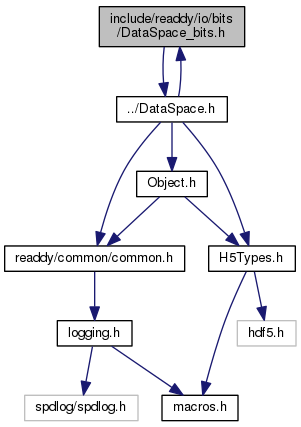 include/readdy/io/bits
/DataSpace_bits.h
../DataSpace.h
Object.h
readdy/common/common.h
H5Types.h
logging.h
hdf5.h
spdlog/spdlog.h
macros.h